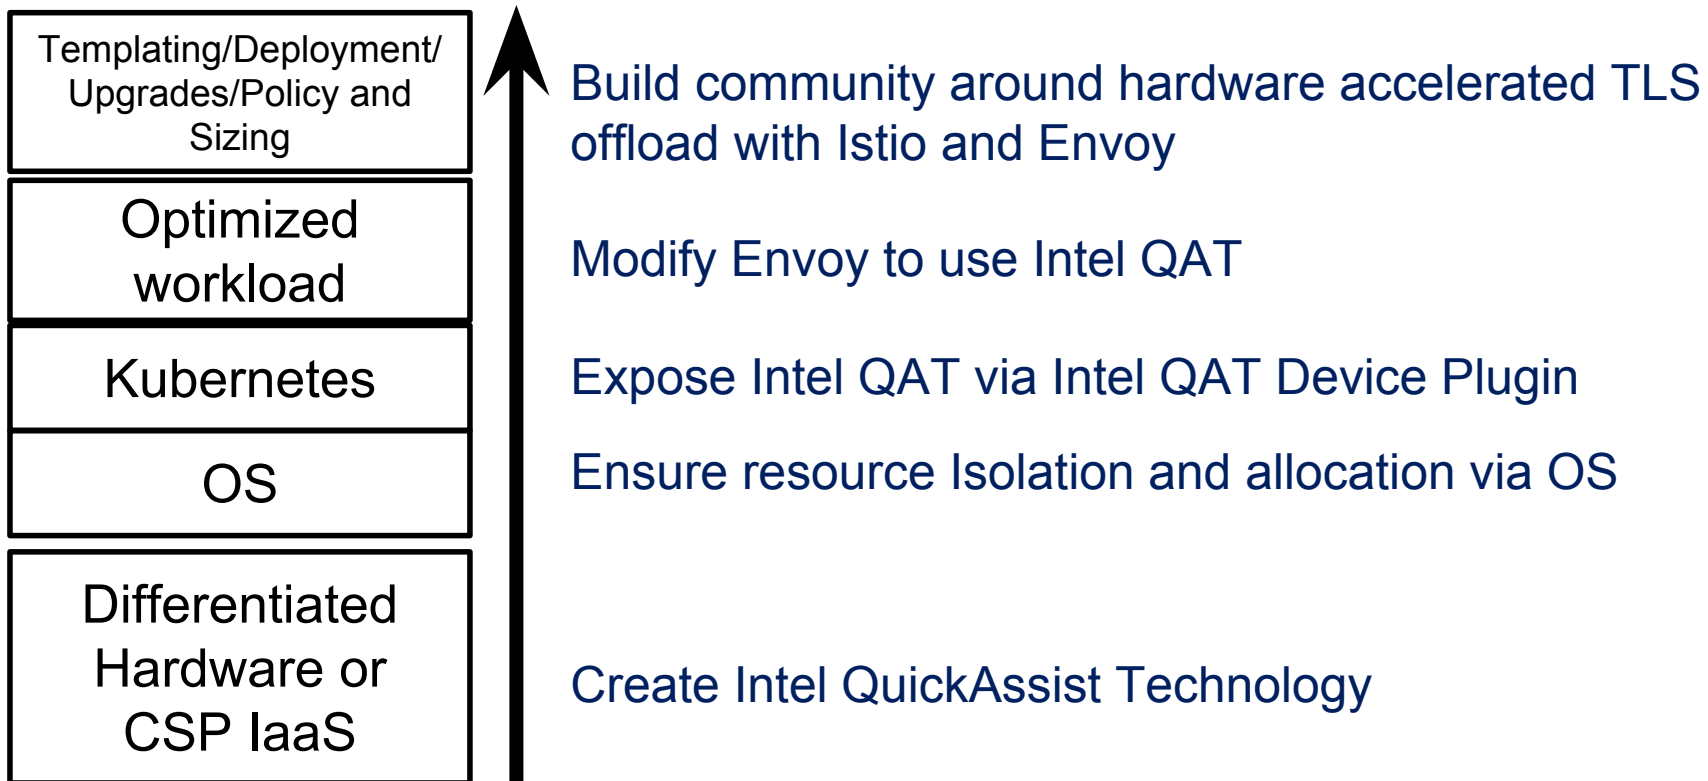 Templating/Deployment/
Upgrades/Policy and
Sizing
Build community around hardware accelerated TLS
offload with Istio and Envoy
Optimized
workload
Modify Envoy to use Intel QAT
Kubernetes
Expose Intel QAT via Intel QAT Device Plugin
OS
Ensure resource Isolation and allocation via OS
Differentiated
Hardware or
CSP IaaS
Create Intel QuickAssist Technology